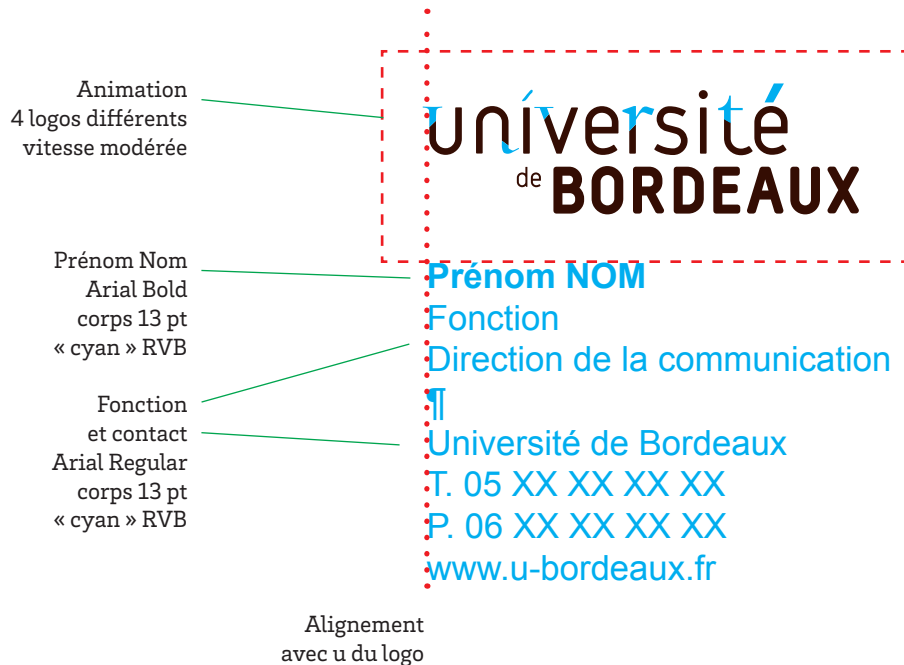 Animation
4 logos différents
vitesse modérée
université
de BORDEAUX
Prénom Nom
Arial Bold
corps 13 pt
« cyan » RVB
Prénom NOM
Fonction
Direction de la communication
¶
Fonction
et contact
Arial Regular
corps 13 pt
« cyan » RVB
Université de Bordeaux
T. 05 XX XX XX XX
P. 06 XX XX XX XX
www.u-bordeaux.fr
Alignement
avec u du logo